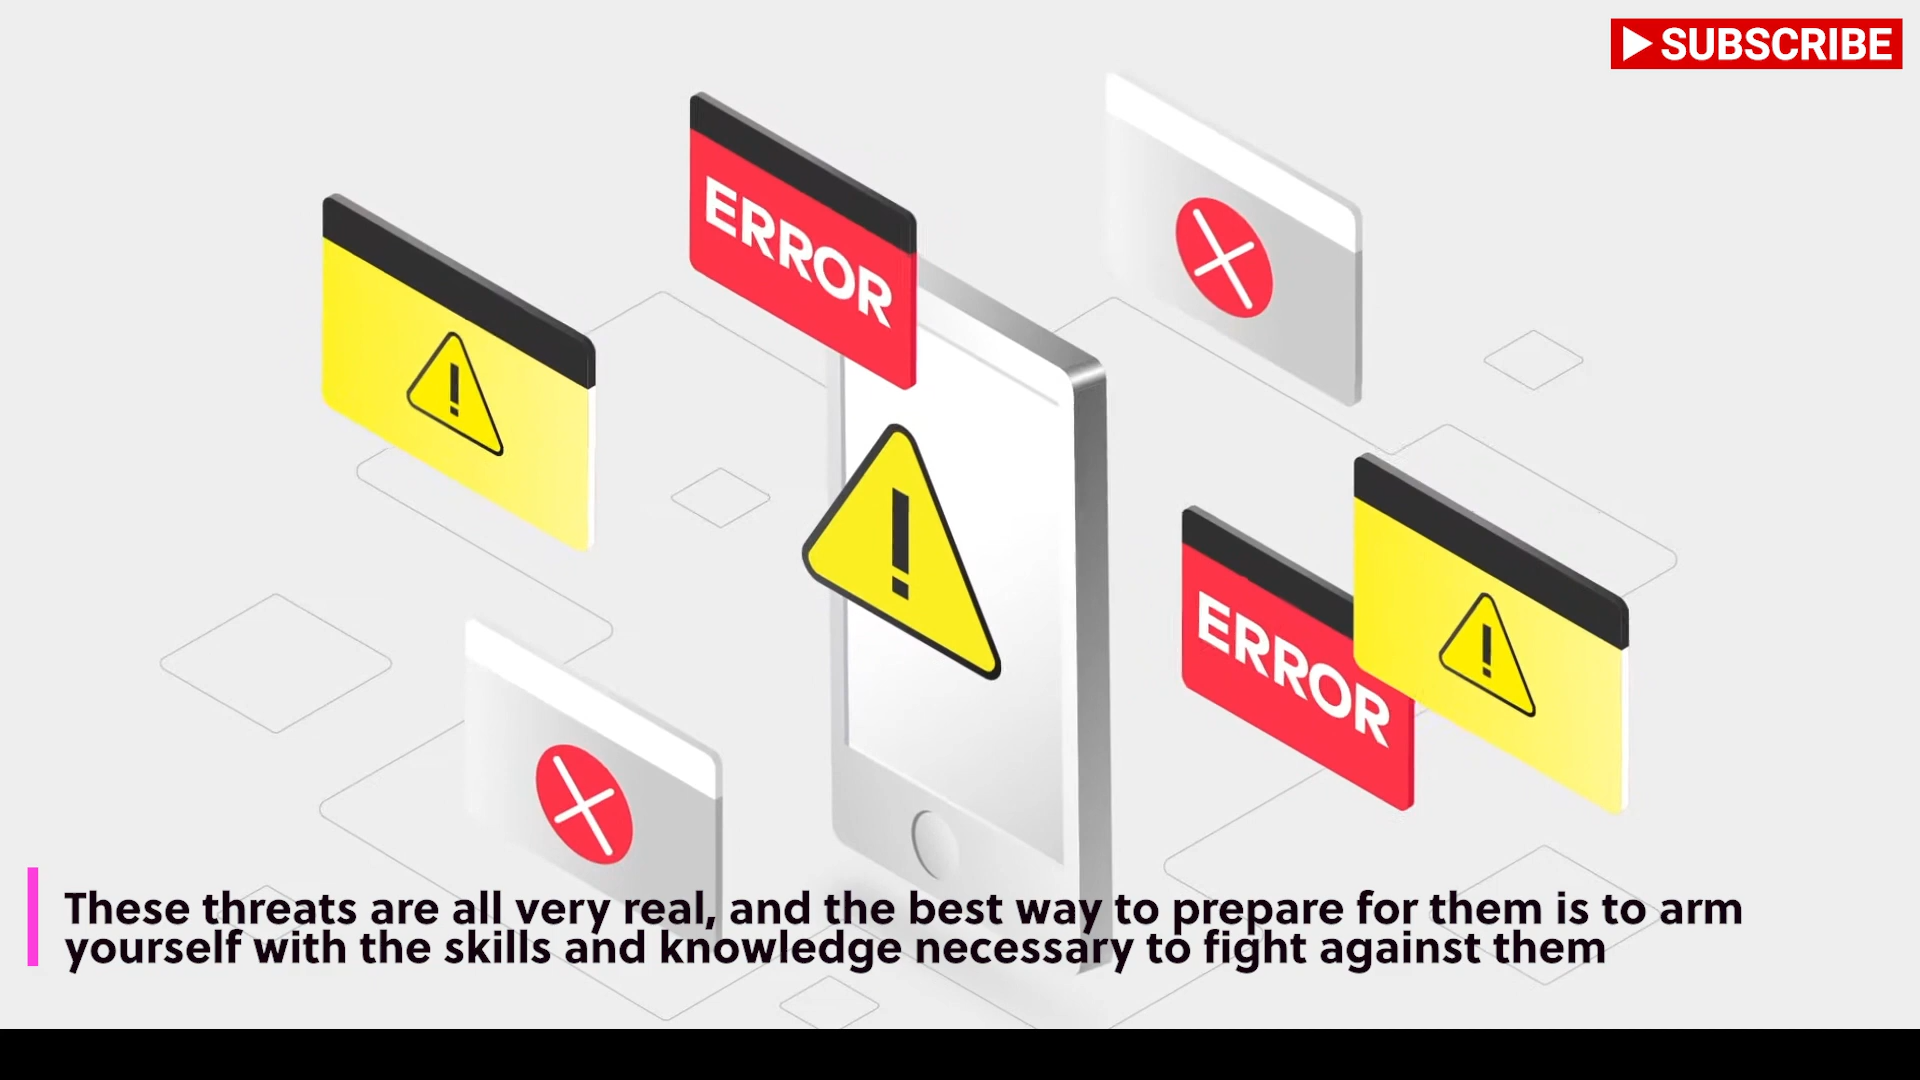 SUBSCRIBE
ERROR
!
!
ERROR
!
These threats are all very real, and the best way to prepare for them is to arm
yourself with the skills and knowledge necessary to fight against them